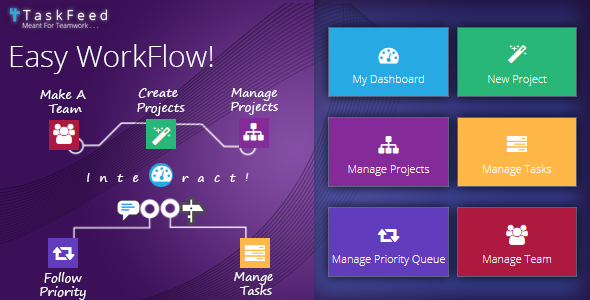 TaskFeed
Meant For Teamwork . . .
Easy WorkFlow!
Make A
Team
Create
Projects
Manage
Projects
Inte ract!
Follow
Priority
Mange
Tasks
My Dashboard
New Project
Manage Projects
Manage Tasks
Manage Priority Queue
Manage Team